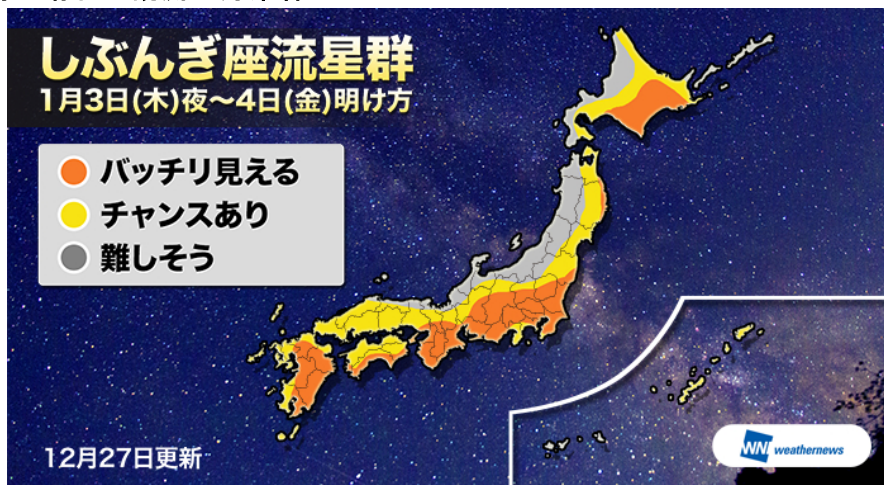 しぶんぎ座流星群
1月3日(木)夜～4日(金)明け方
バッチリ見える
チャンスあり
難しそう
12月27日更新
WNI weathernews